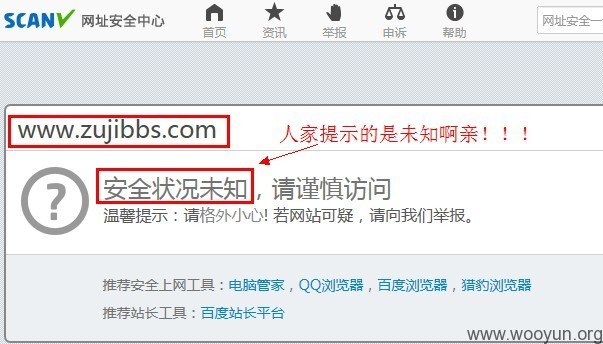 SCANV 网址安全中心 首页 资讯 举报 申诉 帮助 网址安全一
www.zujibbs.com
人家提示的是未知啊亲！！！
? 安全状况未知，请谨慎访问
温馨提示：请格外小心! 若网站可疑，请向我们举报。
推荐安全上网工具：电脑管家，QQ浏览器，百度浏览器，猎豹浏览器
推荐站长工具：百度站长平台
www.wooyun.org